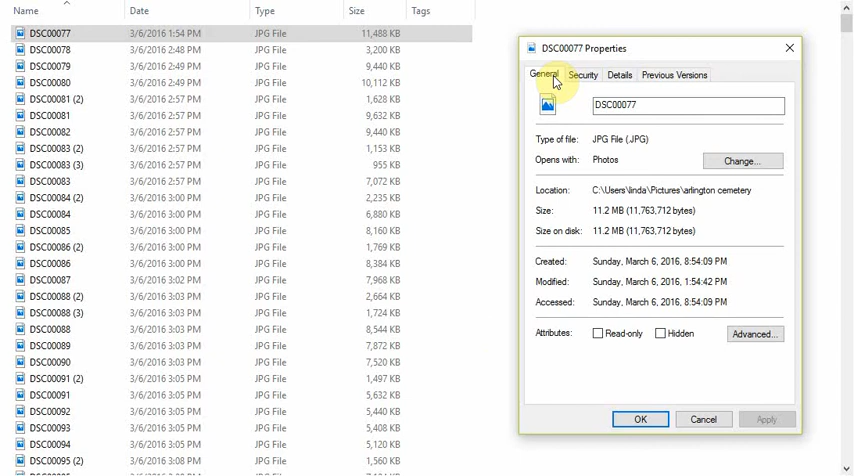 Name Date Type Size Tags
DSC00077 3/6/2016 1:54 PM JPG File 11,488 KB
DSC00078 3/6/2016 2:48 PM JPG File 3,200 KB
DSC00079 3/6/2016 2:49 PM JPG File 9,440 KB
DSC00080 3/6/2016 2:49 PM JPG File 10,112 KB
DSC00081 (2) 3/6/2016 2:57 PM JPG File 1,628 KB
DSC00081 3/6/2016 2:57 PM JPG File 9,632 KB
DSC00082 3/6/2016 2:57 PM JPG File 9,440 KB
DSC00083 (2) 3/6/2016 2:57 PM JPG File 1,153 KB
DSC00083 (3) 3/6/2016 2:57 PM JPG File 955 KB
DSC00083 3/6/2016 2:57 PM JPG File 7,072 KB
DSC00084 (2) 3/6/2016 3:00 PM JPG File 2,235 KB
DSC00084 3/6/2016 3:00 PM JPG File 6,880 KB
DSC00085 3/6/2016 3:00 PM JPG File 8,160 KB
DSC00086 (2) 3/6/2016 3:00 PM JPG File 1,769 KB
DSC00086 3/6/2016 3:00 PM JPG File 8,384 KB
DSC00087 3/6/2016 3:02 PM JPG File 7,968 KB
DSC00088 (2) 3/6/2016 3:03 PM JPG File 2,664 KB
DSC00088 (3) 3/6/2016 3:03 PM JPG File 1,724 KB
DSC00088 3/6/2016 3:03 PM JPG File 8,544 KB
DSC00089 3/6/2016 3:03 PM JPG File 7,872 KB
DSC00090 3/6/2016 3:03 PM JPG File 7,520 KB
DSC00091 (2) 3/6/2016 3:05 PM JPG File 1,497 KB
DSC00091 3/6/2016 3:05 PM JPG File 5,632 KB
DSC00092 3/6/2016 3:05 PM JPG File 4,440 KB
DSC00093 3/6/2016 3:05 PM JPG File 5,408 KB
DSC00094 3/6/2016 3:05 PM JPG File 5,120 KB
DSC00095 (2) 3/6/2016 3:08 PM JPG File 1,560 KB
DSC00077 Properties
General Security Details Previous Versions
DSC00077
Type of file: JPG File (.JPG)
Opens with: Photos Change...
Location: C:\Users\linda\Pictures\arlington cemetery
Size: 11.2 MB (11,763,712 bytes)
Size on disk: 11.2 MB (11,763,712 bytes)
Created: Sunday, March 6, 2016, 8:54:09 PM
Modified: Sunday, March 6, 2016, 1:54:42 PM
Accessed: Sunday, March 6, 2016, 8:54:09 PM
Attributes: Read-only Hidden Advanced...
OK Cancel Apply